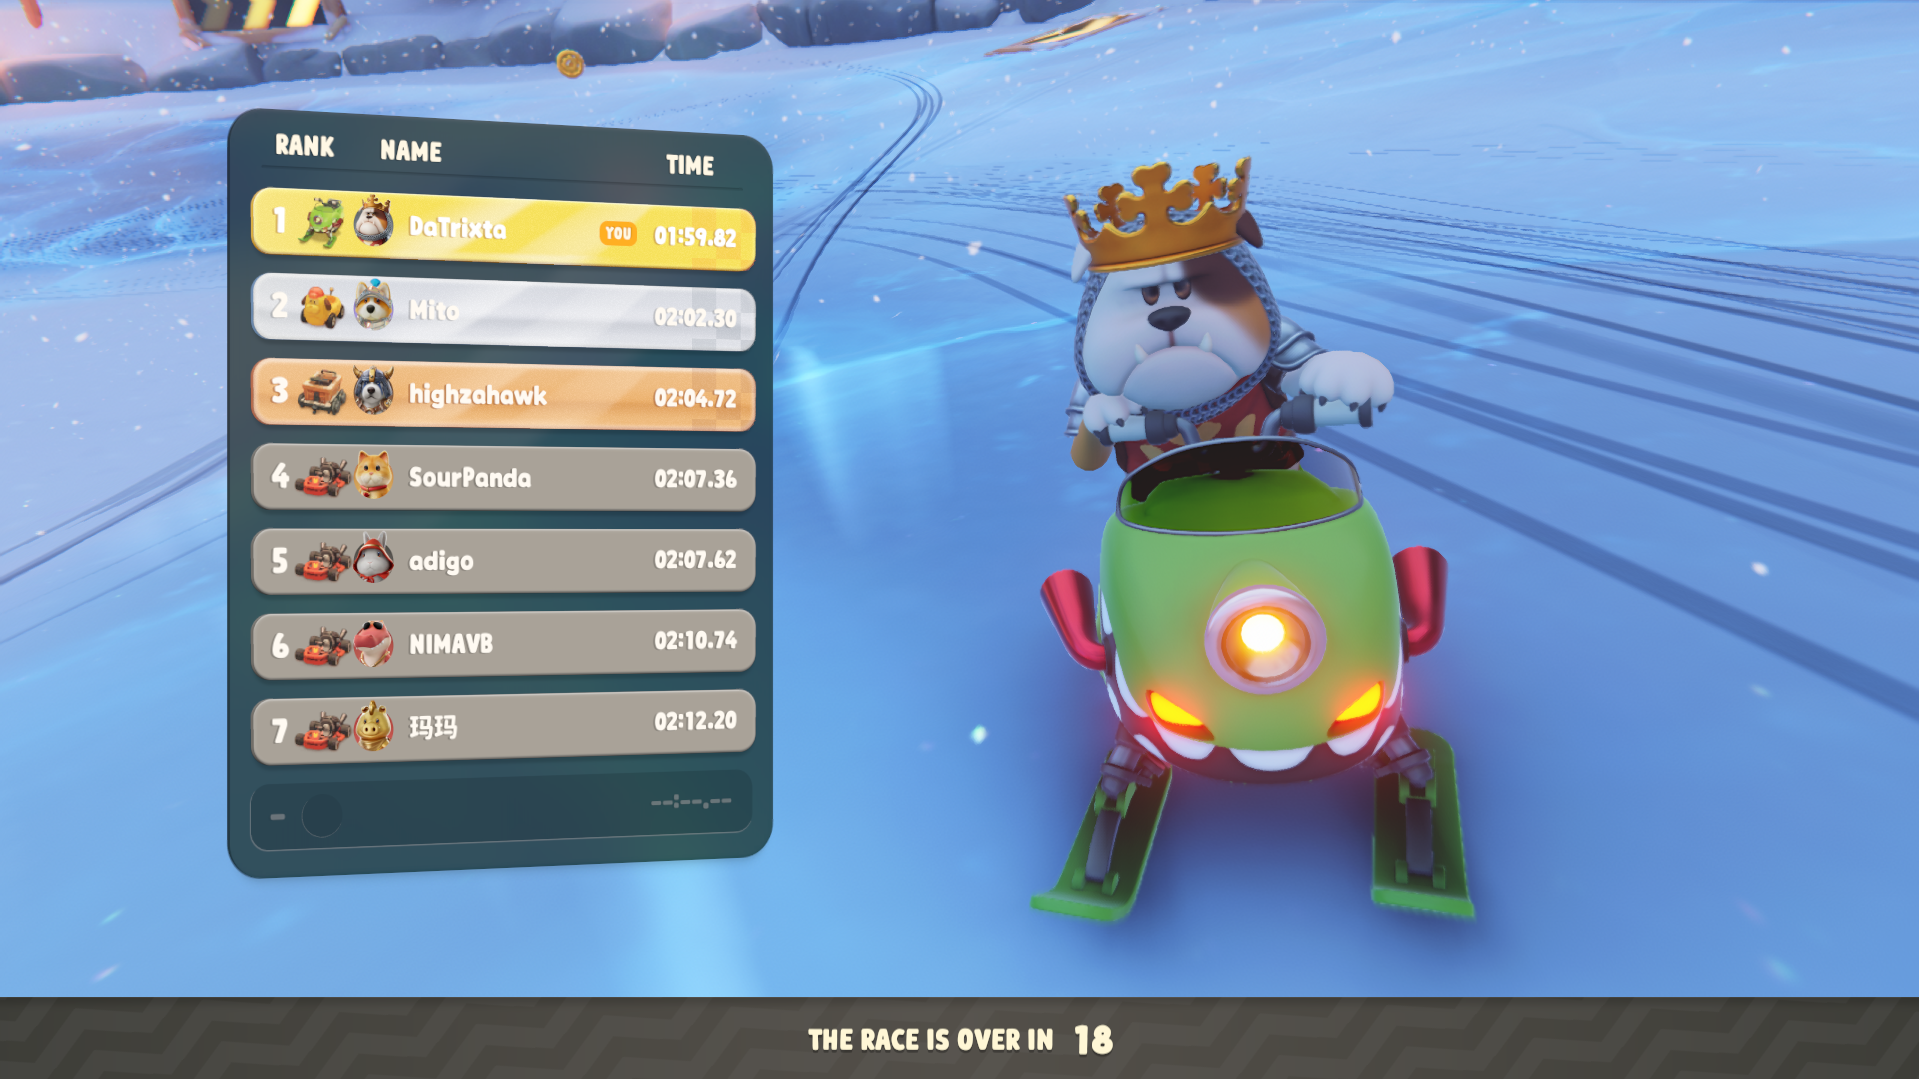 RANK NAME TIME
1 DaTrixta YOU 01:59.82
2 Mito 02:02.30
3 highzahawk 02:04.72
4 SourPanda 02:07.36
5 adigo 02:07.62
6 NIMAVB 02:10.74
7 玛玛 02:12.20
- --:--.--
THE RACE IS OVER IN 18